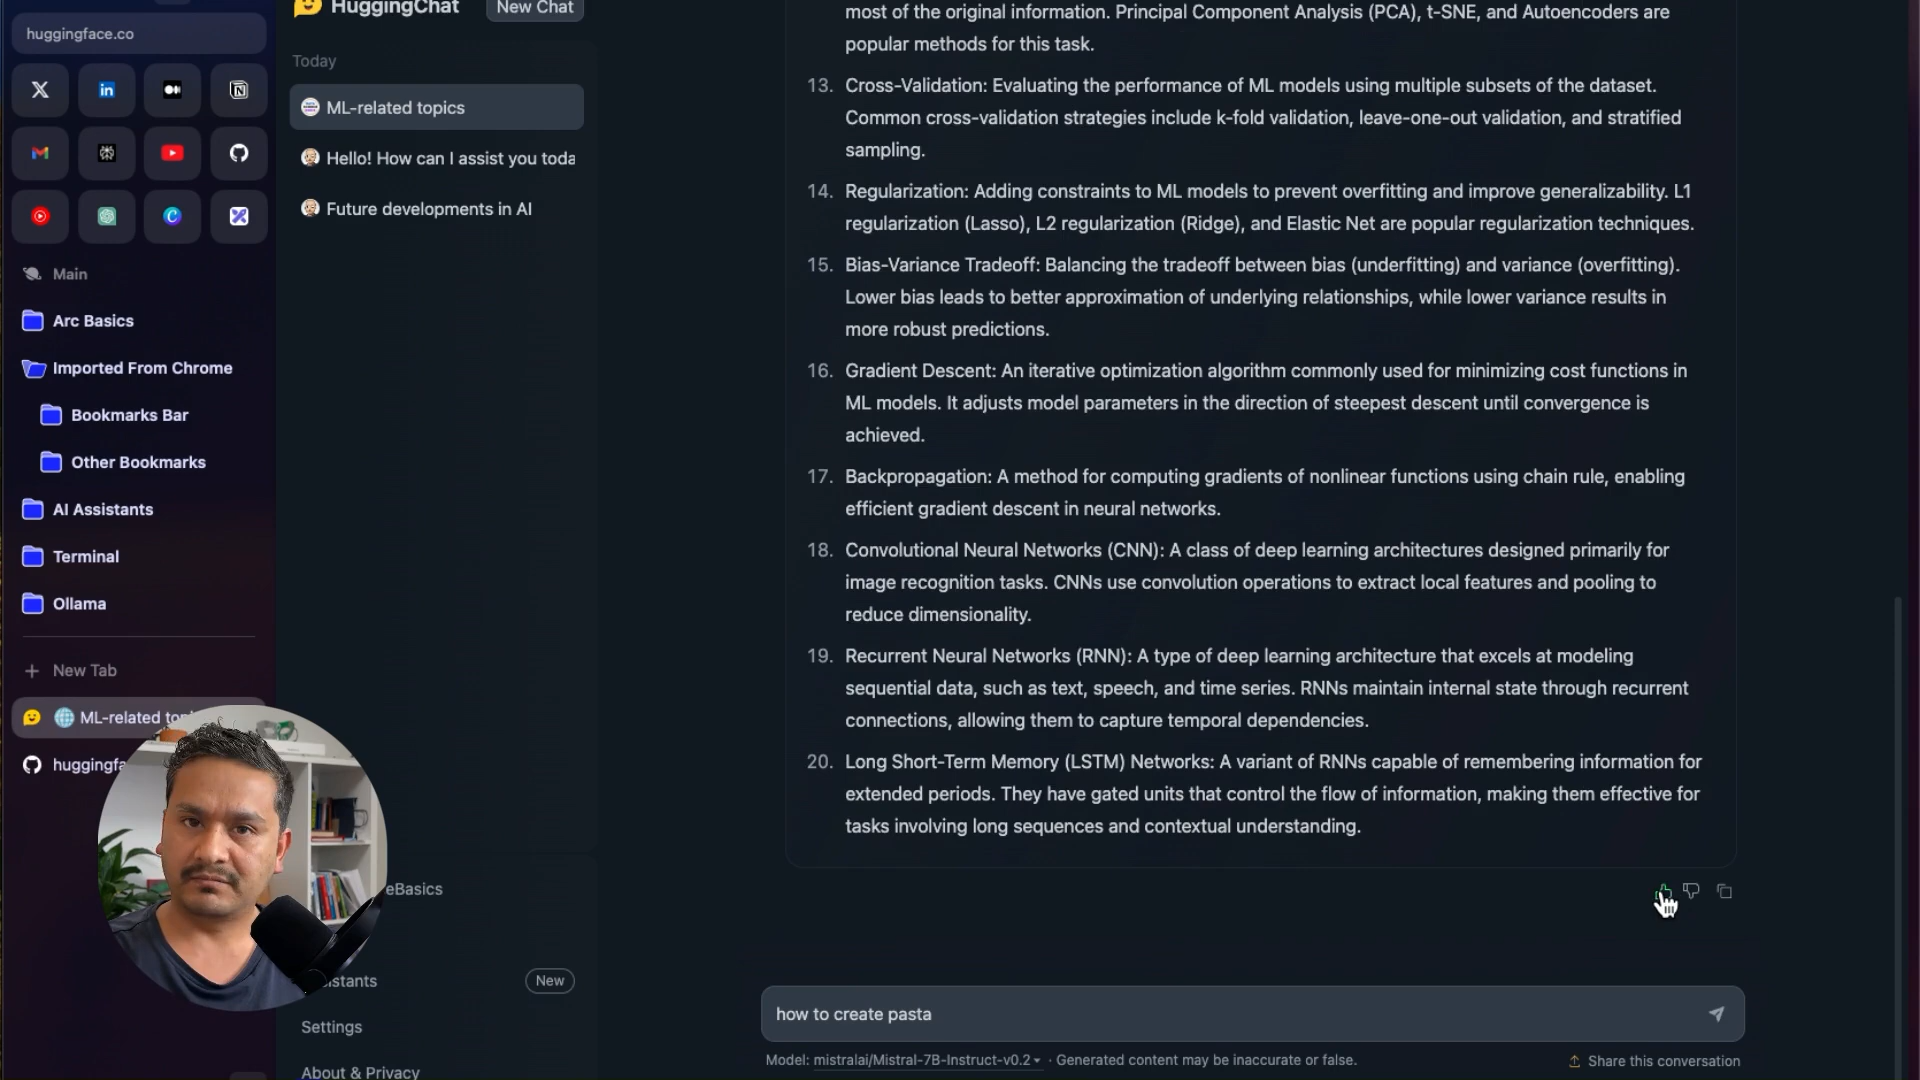 huggingface.co
Main
Arc Basics
Imported From Chrome
Bookmarks Bar
Other Bookmarks
AI Assistants
Terminal
Ollama
New Tab
ML-related
huggingfa
HuggingChat
New Chat
Today
ML-related topics
Hello! How can I assist you toda
Future developments in AI
eBasics
istants
New
Settings
About & Privacy
most of the original information. Principal Component Analysis (PCA), t-SNE, and Autoencoders are
popular methods for this task.
13. Cross-Validation: Evaluating the performance of ML models using multiple subsets of the dataset.
Common cross-validation strategies include k-fold validation, leave-one-out validation, and stratified
sampling.
14. Regularization: Adding constraints to ML models to prevent overfitting and improve generalizability. L1
regularization (Lasso), L2 regularization (Ridge), and Elastic Net are popular regularization techniques.
15. Bias-Variance Tradeoff: Balancing the tradeoff between bias (underfitting) and variance (overfitting).
Lower bias leads to better approximation of underlying relationships, while lower variance results in
more robust predictions.
16. Gradient Descent: An iterative optimization algorithm commonly used for minimizing cost functions in
ML models. It adjusts model parameters in the direction of steepest descent until convergence is
achieved.
17. Backpropagation: A method for computing gradients of nonlinear functions using chain rule, enabling
efficient gradient descent in neural networks.
18. Convolutional Neural Networks (CNN): A class of deep learning architectures designed primarily for
image recognition tasks. CNNs use convolution operations to extract local features and pooling to
reduce dimensionality.
19. Recurrent Neural Networks (RNN): A type of deep learning architecture that excels at modeling
sequential data, such as text, speech, and time series. RNNs maintain internal state through recurrent
connections, allowing them to capture temporal dependencies.
20. Long Short-Term Memory (LSTM) Networks: A variant of RNNs capable of remembering information for
extended periods. They have gated units that control the flow of information, making them effective for
tasks involving long sequences and contextual understanding.
how to create pasta
Model: mistralai/Mistral-7B-Instruct-v0.2 · Generated content may be inaccurate or false.
Share this conversation